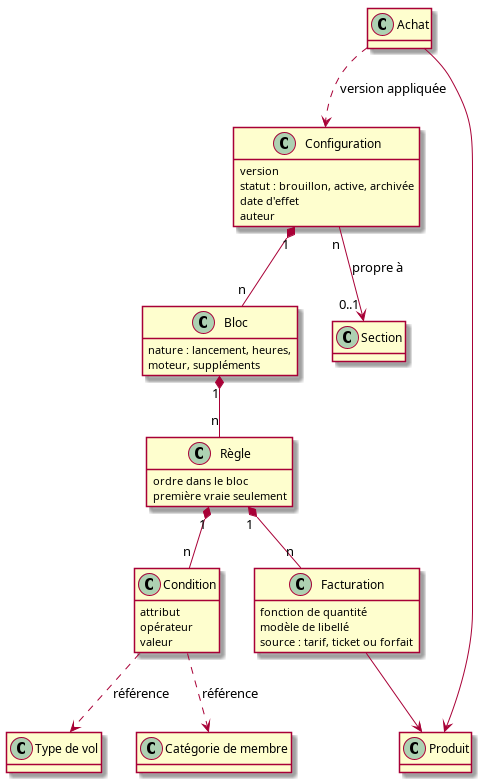 C Achat
version appliquée
C Configuration
version
statut : brouillon, active, archivée
date d'effet
auteur
1
n
propre à
n
0..1
C Bloc
nature : lancement, heures,
moteur, suppléments
C Section
1
n
C Règle
ordre dans le bloc
première vraie seulement
1
1
n
n
C Condition
attribut
opérateur
valeur
C Facturation
fonction de quantité
modèle de libellé
source : tarif, ticket ou forfait
référence
référence
C Type de vol
C Catégorie de membre
C Produit